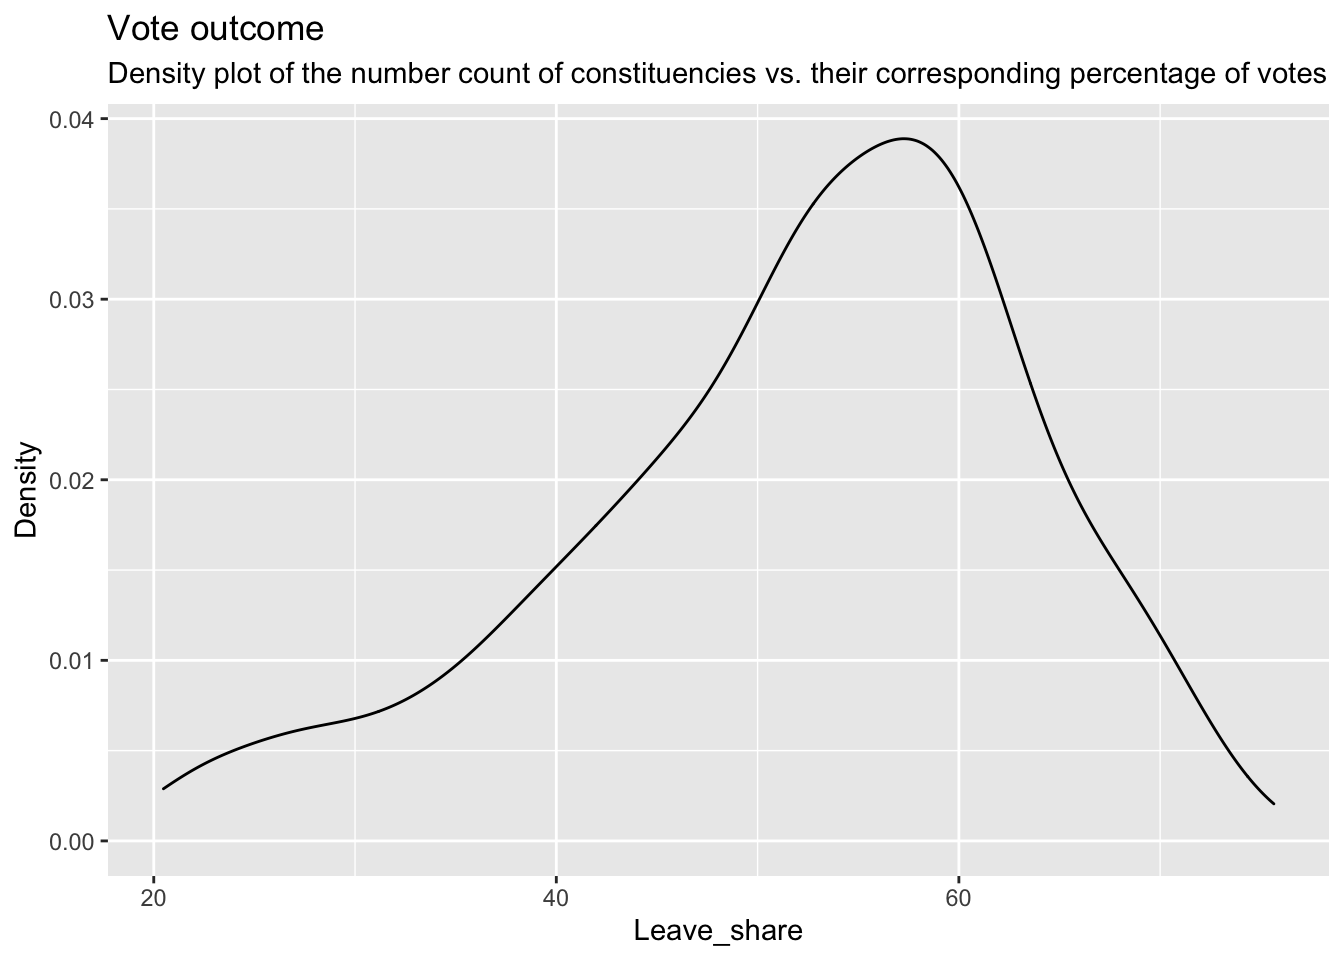 Vote outcome
Density plot of the number count of constituencies vs. their corresponding percentage of votes
0.04
0.03
0.02
0.01
0.00
Density
20 40 60
Leave_share